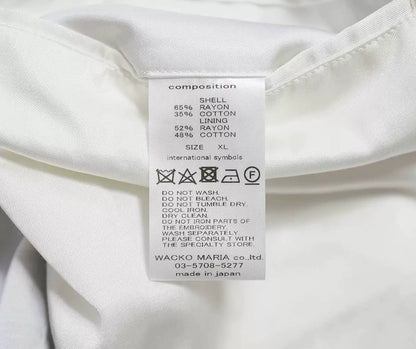 composition
SHELL
65% RAYON
35% COTTON
LINING
52% RAYON
48% COTTON
SIZE XL
international symbols
F
DO NOT WASH.
DO NOT BLEACH.
DO NOT TUMBLE DRY.
COOL IRON.
DRY CLEAN.
DO NOT IRON PARTS OF
THE EMBROIDERY.
WASH SEPARATELY.
PLEASE CONSULT WITH
THE SPECIALTY STORE.
WACKO MARIA co.,ltd.
03-5708-5277
made in japan